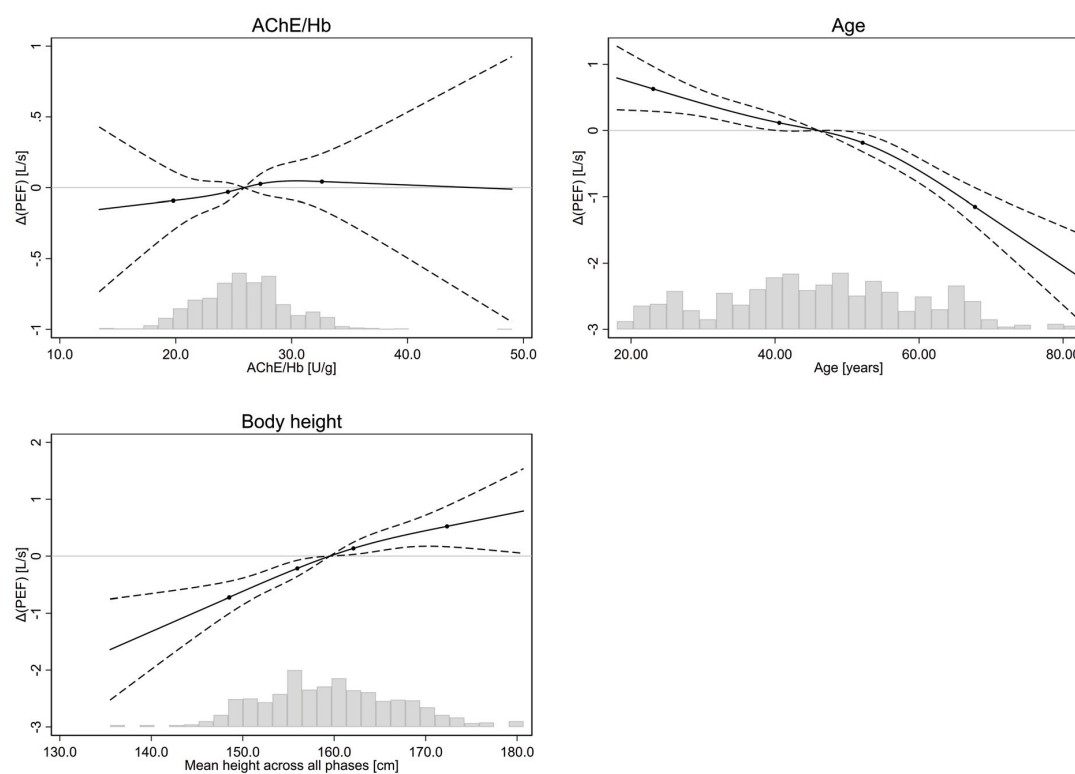 AChE/Hb
Δ(PEF) [L/s]
1
.5
0
-.5
-1
10.0 20.0 30.0 40.0 50.0
AChE/Hb [U/g]
Age
Δ(PEF) [L/s]
1
0
-1
-2
-3
20.00 40.00 60.00 80.00
Age [years]
Body height
Δ(PEF) [L/s]
2
1
0
-1
-2
-3
130.0 140.0 150.0 160.0 170.0 180.0
Mean height across all phases [cm]